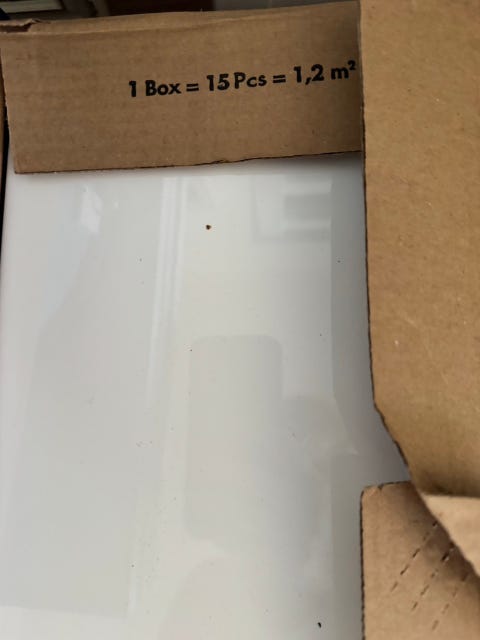 1 Box = 15 Pcs = 1,2 m²